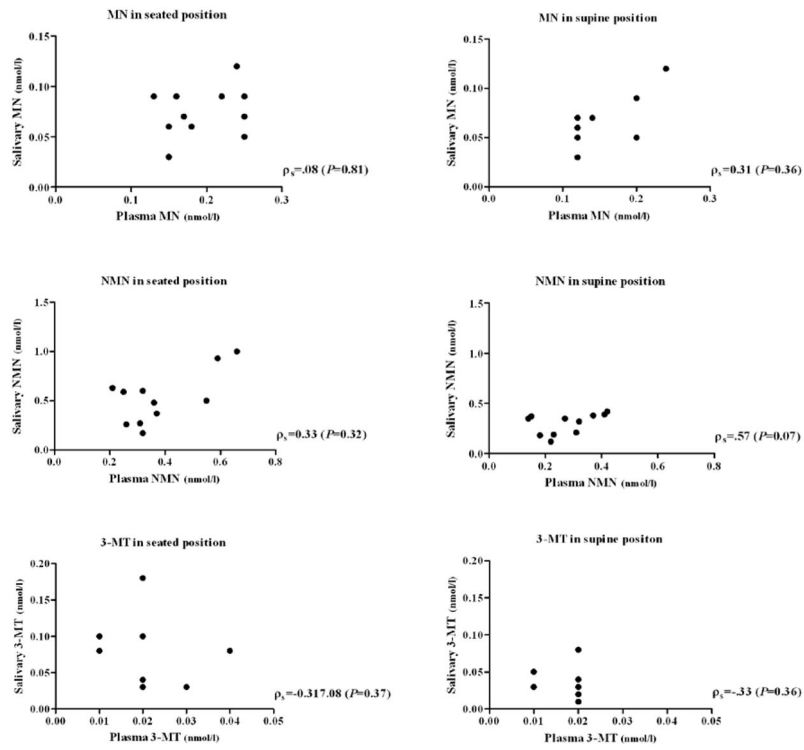 MN in seated position
Salivary MN (nmol/l)
0.15
0.10
0.05
0.00
0.0 0.1 0.2 0.3
Plasma MN (nmol/l)
ρs=.08 (P=0.81)
MN in supine position
Salivary MN (nmol/l)
0.15
0.10
0.05
0.00
0.0 0.1 0.2 0.3
Plasma MN (nmol/l)
ρs=0.31 (P=0.36)
NMN in seated position
Salivary NMN (nmol/l)
1.5
1.0
0.5
0.0
0.0 0.2 0.4 0.6 0.8
Plasma NMN (nmol/l)
ρs=0.33 (P=0.32)
NMN in supine position
Salivary NMN (nmol/l)
1.5
1.0
0.5
0.0
0.0 0.2 0.4 0.6 0.8
Plasma NMN (nmol/l)
ρs=.57 (P=0.07)
3-MT in seated position
Salivary 3-MT (nmol/l)
0.20
0.15
0.10
0.05
0.00
0.00 0.01 0.02 0.03 0.04 0.05
Plasma 3-MT (nmol/l)
ρs=-0.317.08 (P=0.37)
3-MT in supine positon
Salivary 3-MT (nmol/l)
0.20
0.15
0.10
0.05
0.00
0.00 0.01 0.02 0.03 0.04 0.05
Plasma 3-MT (nmol/l)
ρs=-.33 (P=0.36)